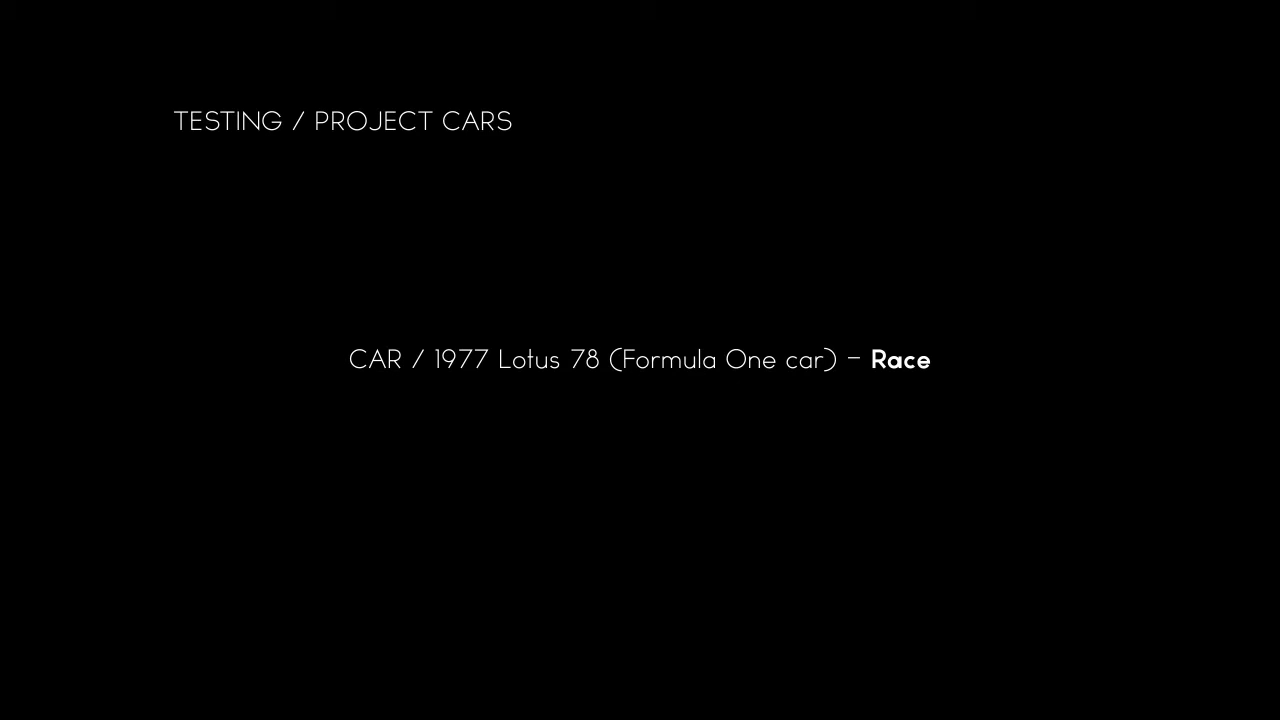 TESTING / PROJECT CARS
CAR / 1977 Lotus 78 (Formula One car) - Race